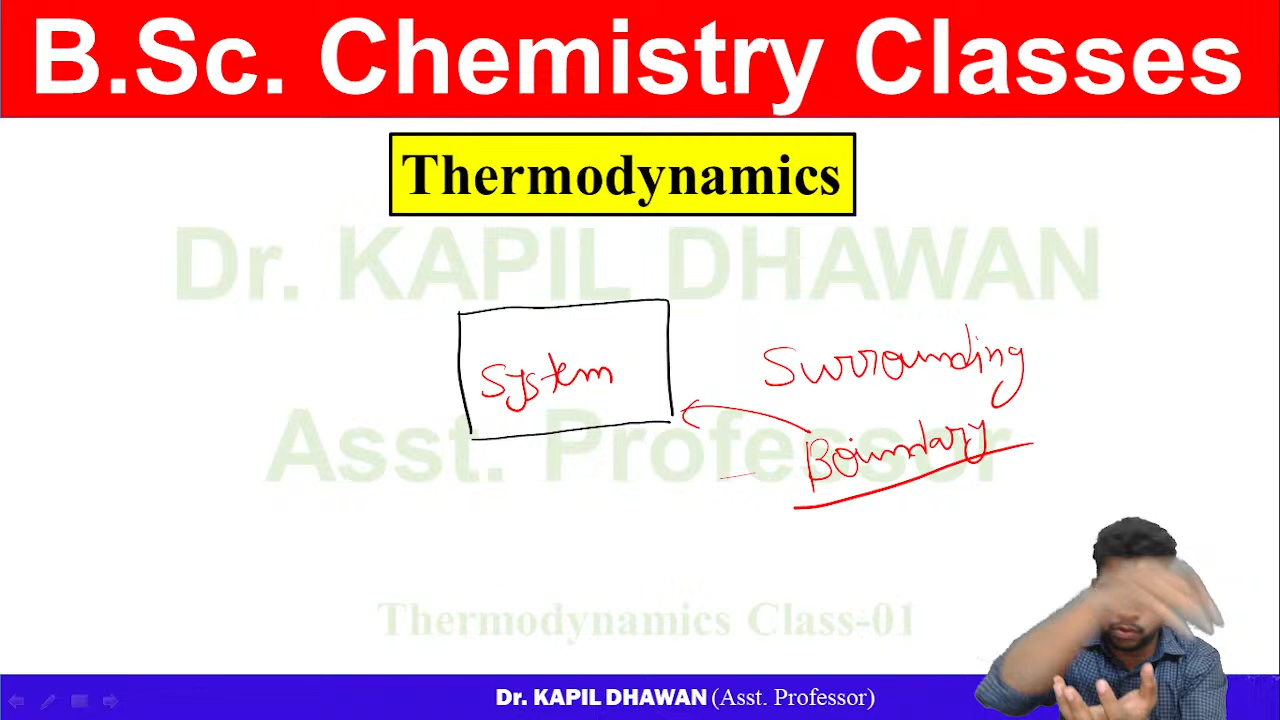 B.Sc. Chemistry Classes
Thermodynamics
Dr. KAPIL DHAWAN
System
Surrounding
Boundary
Asst. Professor
Thermodynamics Class-01
Dr. KAPIL DHAWAN (Asst. Professor)